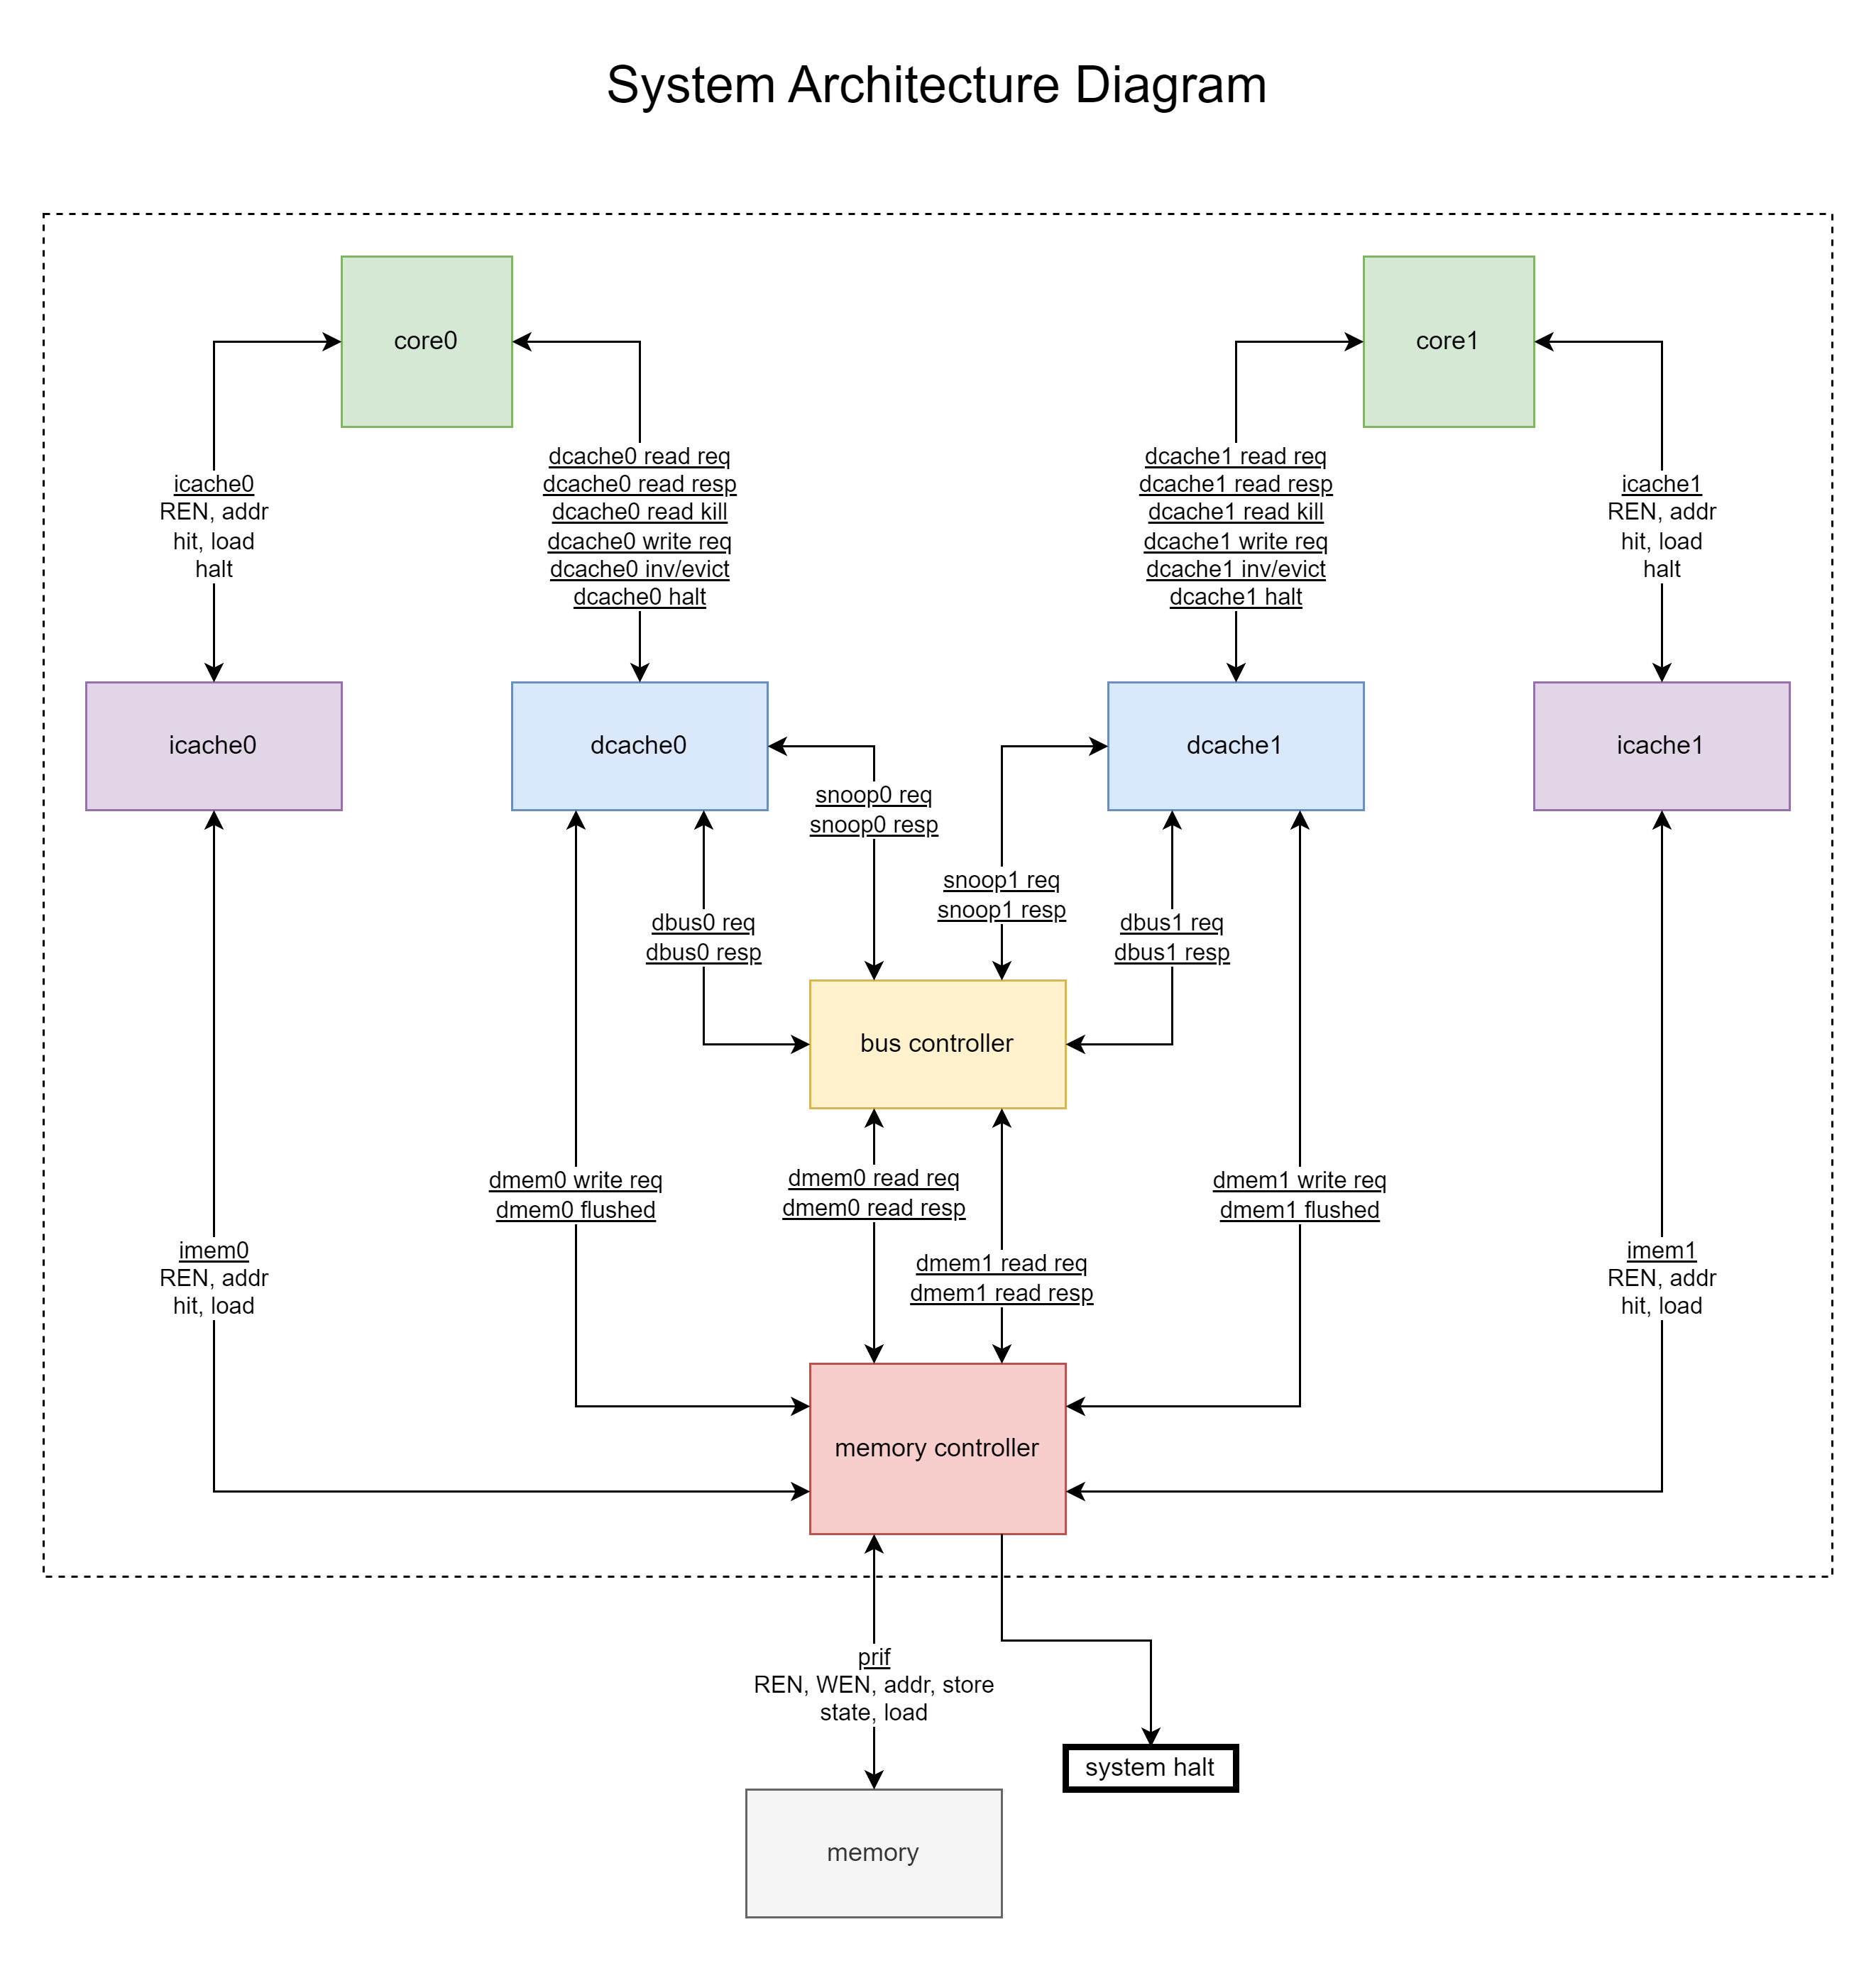 System Architecture Diagram
core0
core1
icache0
REN, addr
hit, load
halt
dcache0 read req
dcache0 read resp
dcache0 read kill
dcache0 write req
dcache0 inv/evict
dcache0 halt
dcache1 read req
dcache1 read resp
dcache1 read kill
dcache1 write req
dcache1 inv/evict
dcache1 halt
icache1
REN, addr
hit, load
halt
icache0
dcache0
dcache1
icache1
snoop0 req
snoop0 resp
snoop1 req
snoop1 resp
dbus0 req
dbus0 resp
dbus1 req
dbus1 resp
bus controller
dmem0 write req
dmem0 flushed
dmem0 read req
dmem0 read resp
dmem1 write req
dmem1 flushed
imem0
REN, addr
hit, load
dmem1 read req
dmem1 read resp
imem1
REN, addr
hit, load
memory controller
prif
REN, WEN, addr, store
state, load
system halt
memory